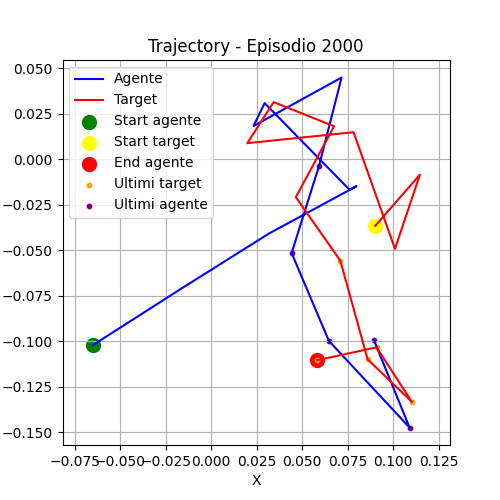 Trajectory - Episodio 2000
Agente
Target
Start agente
Start target
End agente
Ultimi target
Ultimi agente
0.050
0.025
0.000
−0.025
−0.050
−0.075
−0.100
−0.125
−0.150
−0.075 −0.050 −0.025 0.000 0.025 0.050 0.075 0.100 0.125
X